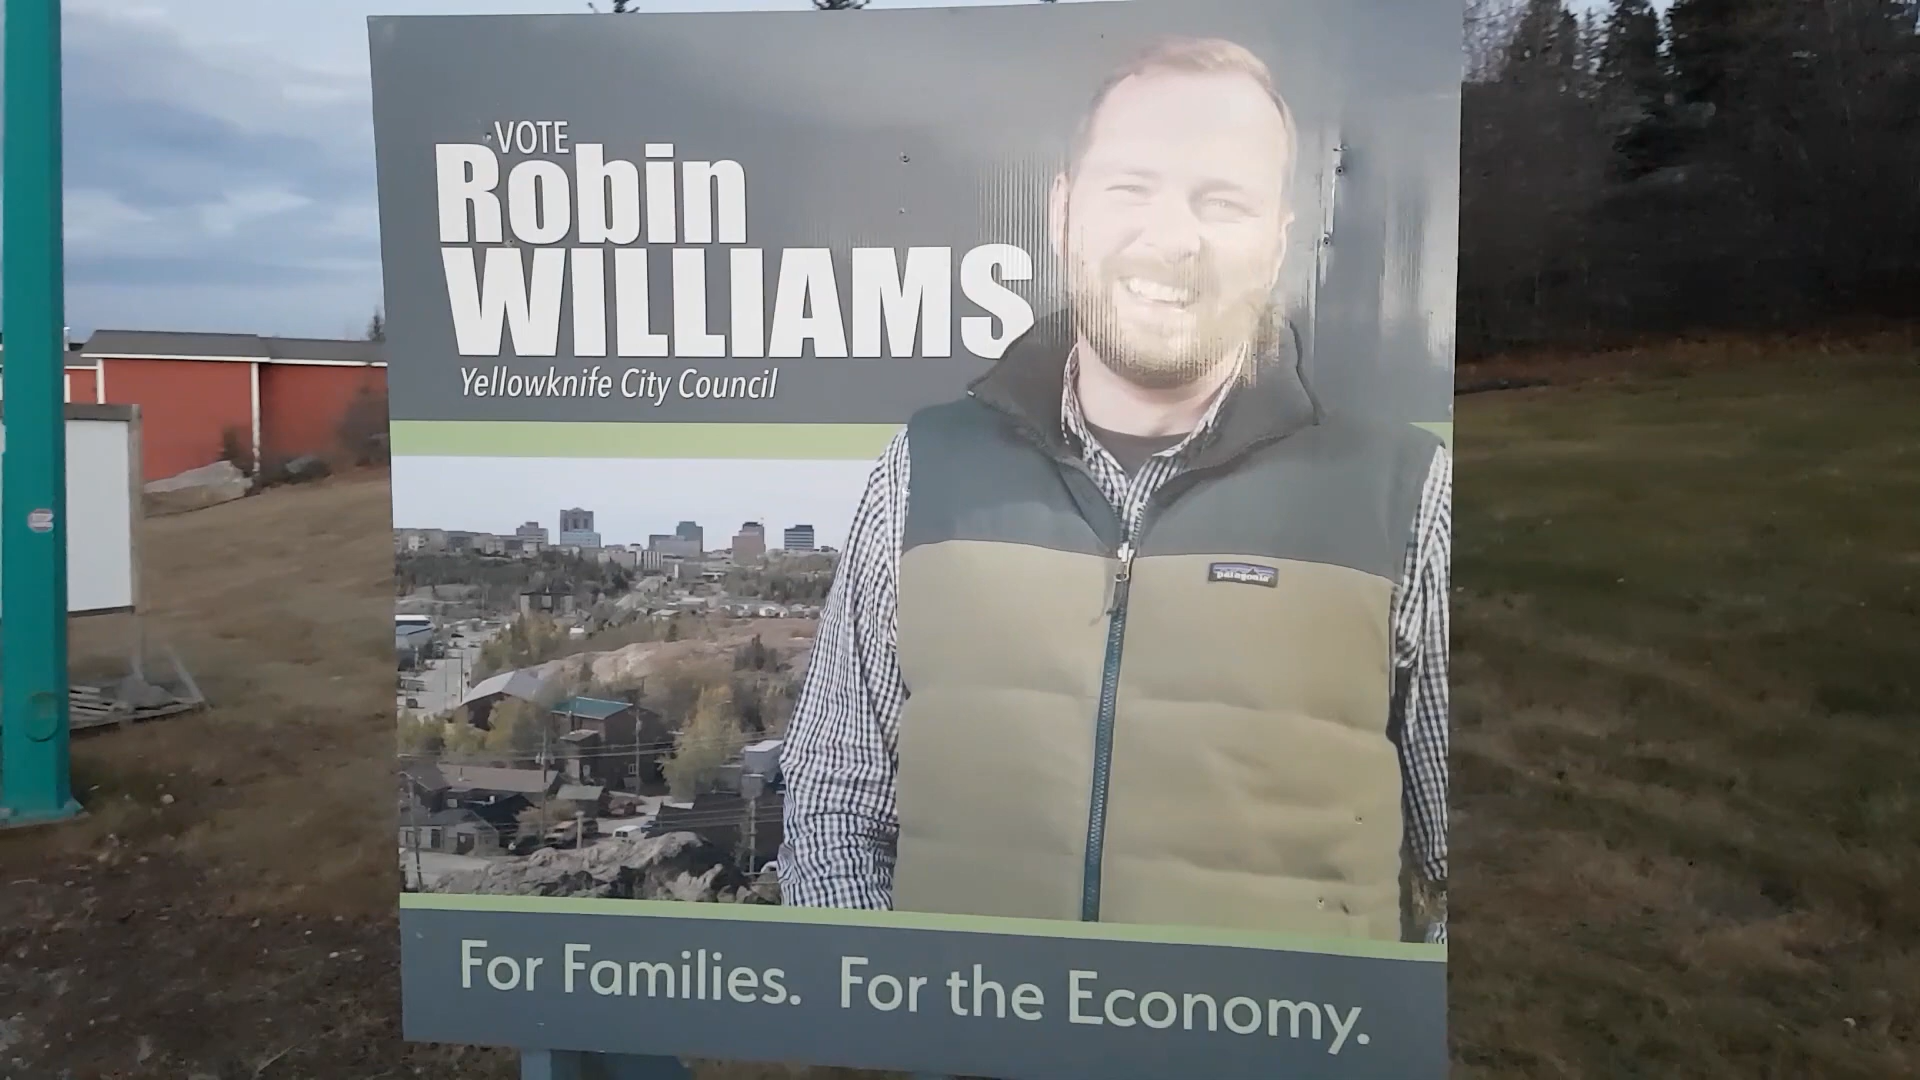 VOTE
Robin
WILLIAMS
Yellowknife City Council
patagonia
For Families. For the Economy.